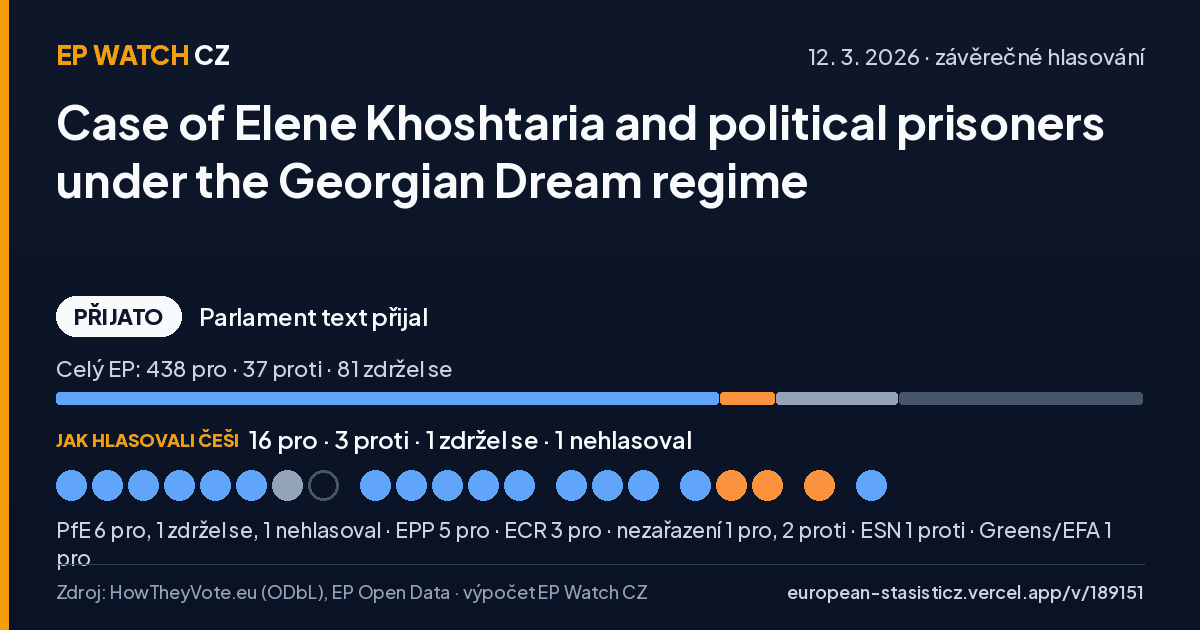 EP WATCH CZ
12. 3. 2026 · závěrečné hlasování
Case of Elene Khoshtaria and political prisoners
under the Georgian Dream regime
PŘIJATO Parlament text přijal
Celý EP: 438 pro · 37 proti · 81 zdržel se
JAK HLASOVALI ČEŠI 16 pro · 3 proti · 1 zdržel se · 1 nehlasoval
PfE 6 pro, 1 zdržel se, 1 nehlasoval · EPP 5 pro · ECR 3 pro · nezařazení 1 pro, 2 proti · ESN 1 proti · Greens/EFA 1
pro
Zdroj: HowTheyVote.eu (ODbL), EP Open Data · výpočet EP Watch CZ
european-stasisticz.vercel.app/v/189151